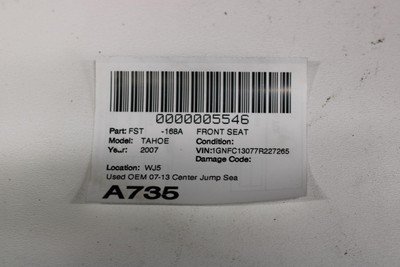 0000005546
Part: FST -168A FRONT SEAT
Model: TAHOE Condition:
Year: 2007 VIN:1GNFC13077R227265
Damage Code:
Location: WJ5
Used OEM 07-13 Center Jump Sea
A735